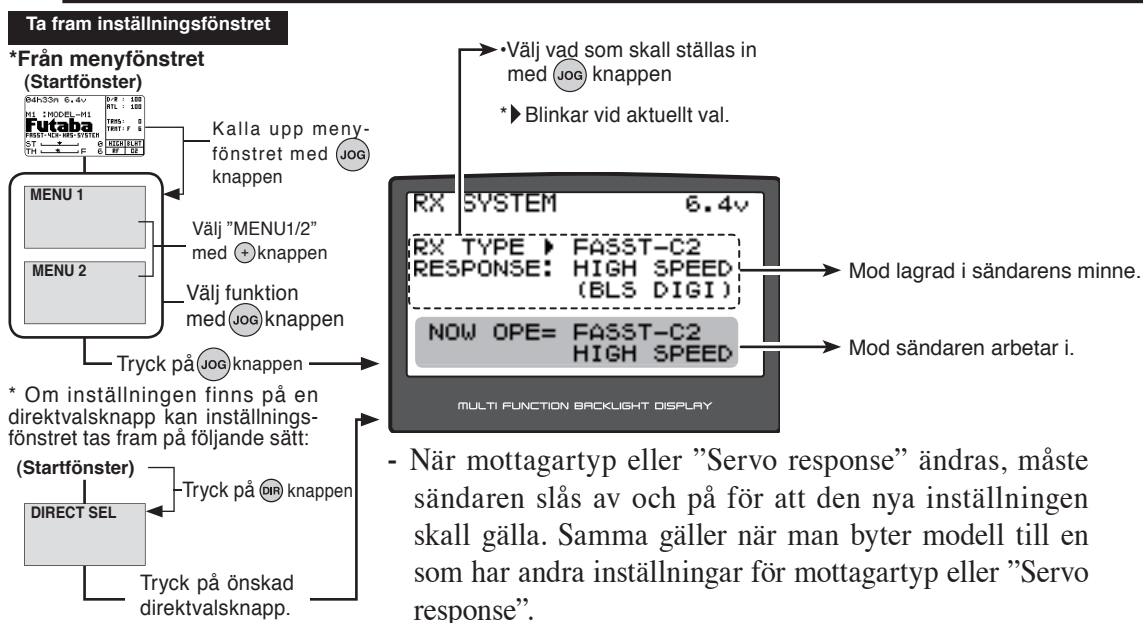 Ta fram inställningsfönstret
*Från menyfönstret
(Startfönster)
04h33m 6.4v
D/R : 100
ATL : 100
M1 :MODEL-M1
Futaba
FASST-4CH-HRS-SYSTEM
TRMS: 0
TRMT:F 6
ST 0
TH F 6
HIGH BLHT
RF 02
Kalla upp meny-
fönstret med JOG
knappen
MENU 1
Välj "MENU1/2"
med + knappen
MENU 2
Välj funktion
med JOG knappen
Tryck på JOG knappen
* Om inställningen finns på en
direktvalsknapp kan inställnings-
fönstret tas fram på följande sätt:
(Startfönster)
Tryck på DIR knappen
DIRECT SEL
Tryck på önskad
direktvalsknapp.
•Välj vad som skall ställas in
med JOG knappen
* Blinkar vid aktuellt val.
RX SYSTEM 6.4v
RX TYPE ▶ FASST-C2
RESPONSE: HIGH SPEED
(BLS DIGI)
NOW OPE= FASST-C2
HIGH SPEED
MULTI FUNCTION BACKLIGHT DISPLAY
Mod lagrad i sändarens minne.
Mod sändaren arbetar i.
- När mottagartyp eller ”Servo response” ändras, måste
sändaren slås av och på för att den nya inställningen
skall gälla. Samma gäller när man byter modell till en
som har andra inställningar för mottagartyp eller ”Servo
response”.